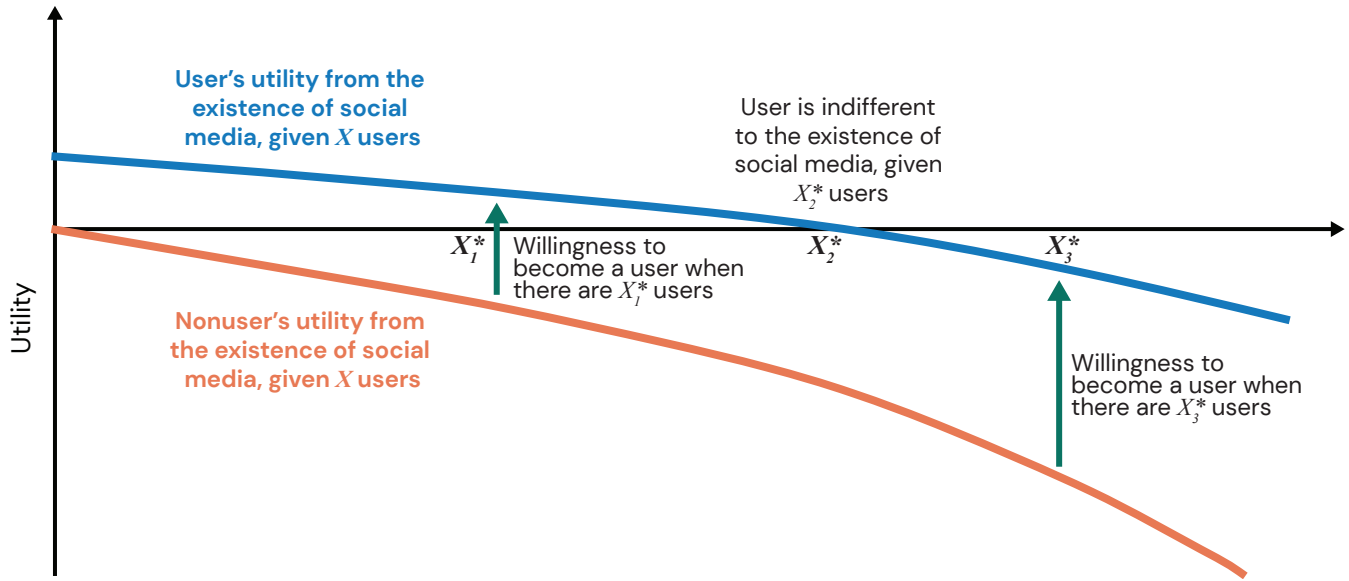 User’s utility from the
existence of social
media, given X users
User is indifferent
to the existence of
social media, given
X₂* users
X₁*
X₂*
X₃*
Willingness to
become a user when
there are X₁* users
Utility
Nonuser’s utility from
the existence of social
media, given X users
Willingness to
become a user when
there are X₃* users